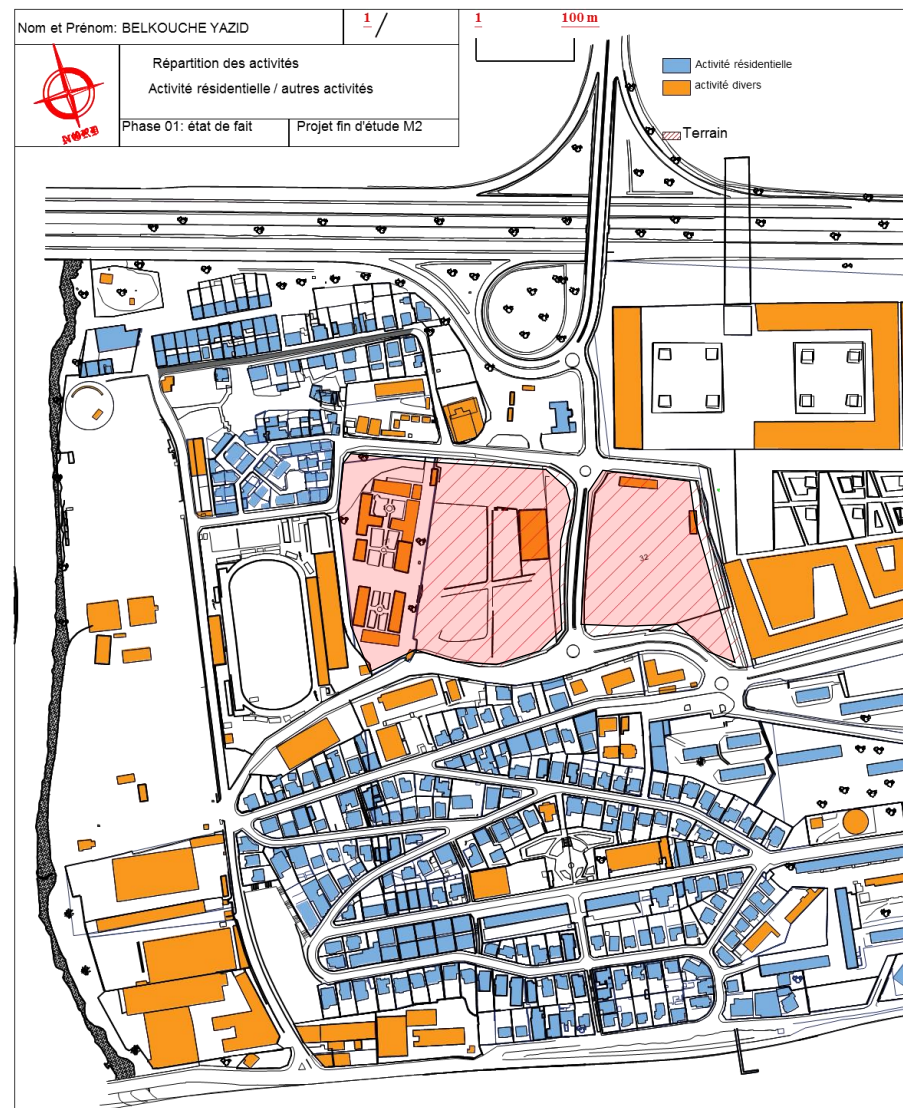 Nom et Prénom: BELKOUCHE YAZID
1 /
1 100 m
Répartition des activités
Activité résidentielle / autres activités
NORD
Phase 01: état de fait
Projet fin d'étude M2
Activité résidentielle
activité divers
Terrain
32